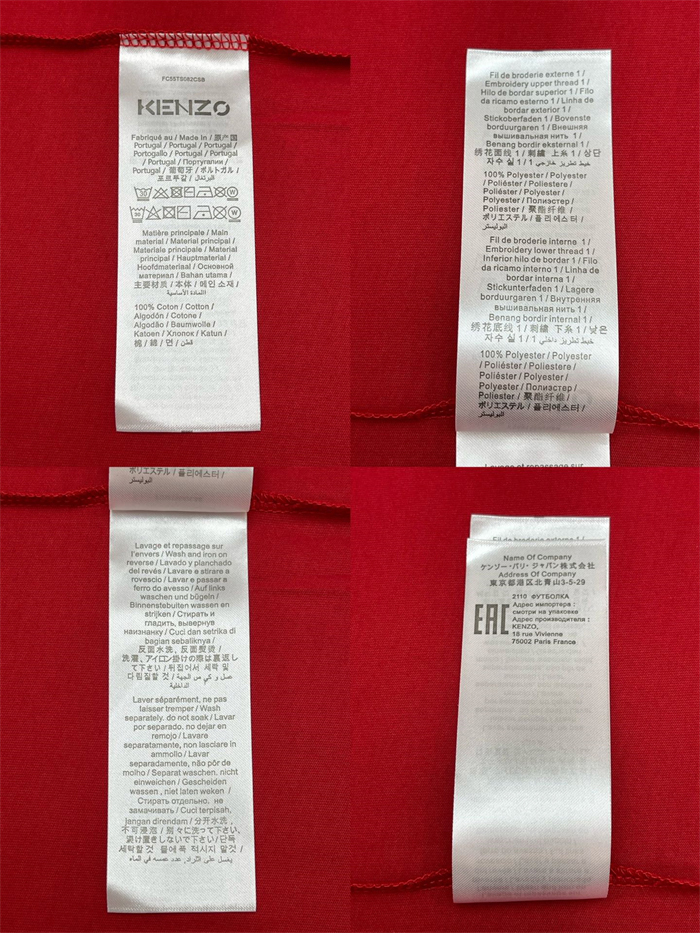 FC55TS082CSB
KENZO
Fabriqué au / Made in / 原产国
Portugal / Portugal / Portugal /
Portogallo / Portugal / Portugal
/ Portugal / Португалии /
Portugal / 葡萄牙 / ポルトガル /
포르투갈 / البرتغال
Matière principale / Main
material / Material principal /
Materiale principale / Material
principal / Hauptmaterial /
Hoofdmateriaal / Основной
материал / Bahan utama /
主要材质 / 本体 / 메인 소재 /
المادة الأساسية
100% Coton / Cotton /
Algodón / Cotone /
Algodão / Baumwolle /
Katoen / Хлопок / Katun /
棉 / 綿 / 면 / قطن
Fil de broderie externe 1 /
Embroidery upper thread 1 /
Hilo de bordar superior 1 / Filo
da ricamo esterno 1 / Linha de
bordar exterior 1 /
Stickoberfaden 1 / Bovenste
borduurgaren 1 / Внешняя
вышивальная нить 1 /
Benang bordir eksternal 1 /
绣花面线 1 / 刺繍 上糸 1 / 상단
자수 실 1 / 1 خيط تطريز خارجي
100% Polyester / Polyester
/ Poliéster / Poliestere /
Poliéster / Polyester /
Polyester / Полиэстер /
Poliester / 聚酯纤维 /
ポリエステル / 폴리에스터 /
البوليستر
Fil de broderie interne 1 /
Embroidery lower thread 1 /
Inferior hilo de bordar 1 / Filo
da ricamo interno 1 / Linha de
bordar interna 1 /
Stickunterfaden 1 / Lagere
borduurgaren 1 / Внутренняя
вышивальная нить 1 /
Benang bordir internal 1 /
绣花底线 1 / 刺繍 下糸 1 / 낮은
자수 실 1 / 1 خيط تطريز داخلي
100% Polyester / Polyester
/ Poliéster / Poliestere /
Poliéster / Polyester /
Polyester / Полиэстер /
Poliester / 聚酯纤维 /
ポリエステル / 폴리에스터 /
البوليستر
ポリエステル / 폴리에스터 /
البوليستر
Lavage et repassage sur
l'envers / Wash and iron on
reverse / Lavado y planchado
del revés / Lavare e stirare a
rovescio / Lavar e passar a
ferro do avesso / Auf links
waschen und bügeln /
Binnenstebuiten wassen en
strijken / Стирать и
гладить, вывернув
наизнанку / Cuci dan setrika di
bagian sebaliknya /
反面水洗, 反面熨烫 /
洗濯、アイロン掛けの際は裏返し
て下さい / 뒤집어서 세탁 및
다림질할 것 / غسل و كي من الجهة
الداخلية
Laver séparément, ne pas
laisser tremper / Wash
separately. do not soak / Lavar
por separado. no dejar en
remojo / Lavare
separatamente, non lasciare in
ammollo / Lavar
separadamente, não pôr de
molho / Separat waschen. nicht
einweichen / Gescheiden
wassen , niet laten weken /
Стирать отдельно. не
замачивать / Cuci terpisah,
jangan direndam / 分开水洗,
不可浸泡 / 別々に洗って下さい,
漬け置きしないで下さい / 단독
세탁할 것 물에 푹 적시지 말것 /
يغسل على انفراد, عدم غمسه في الماء
Fil de broderie externe 1 /
Name Of Company
ケンゾー・パリ・ジャパン株式会社
Address Of Company
東京都港区北青山3-5-29
EAC
2110 ФУТБОЛКА
Адрес импортера :
смотри на упаковке
Адрес производителя :
KENZO,
18 rue Vivienne
75002 Paris France